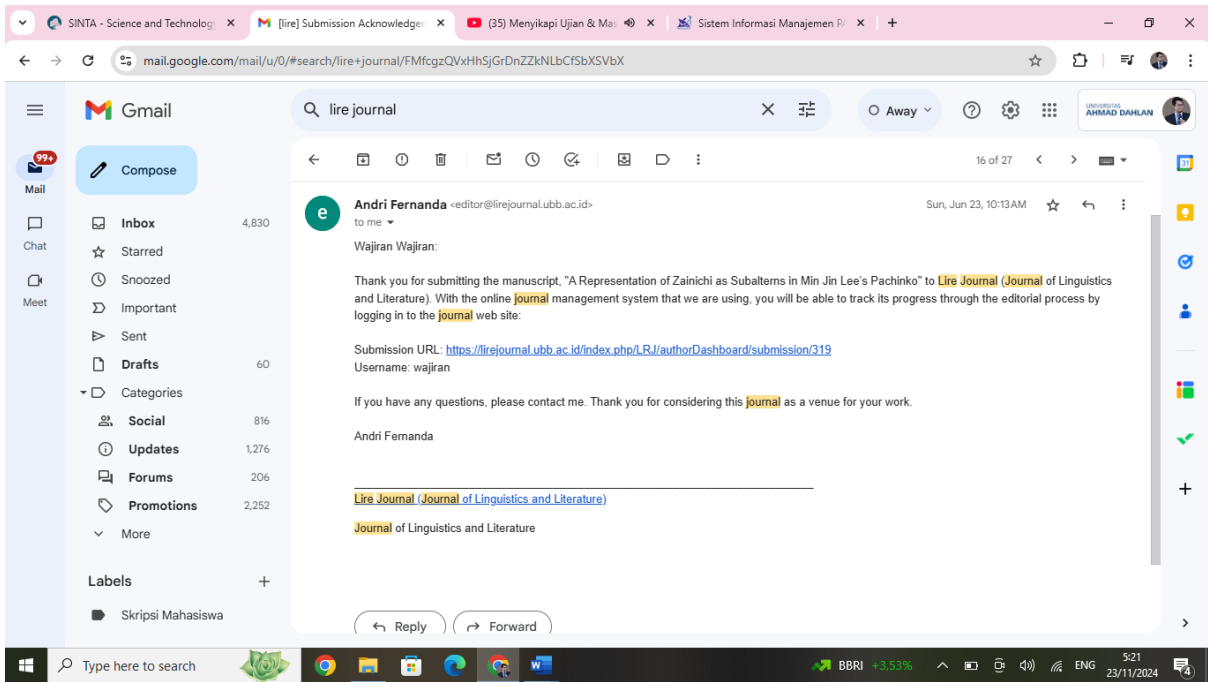 SINTA - Science and Technology
[lire] Submission Acknowledgem
(35) Menyikapi Ujian & Mas
Sistem Informasi Manajemen P
mail.google.com/mail/u/0/#search/lire+journal/FMfcgzQVxHhSjGrDnZZkNLbCfSbXSVbX
Gmail
lire journal
Away
UNIVERSITAS
AHMAD DAHLAN
99+
Mail
Chat
Meet
Compose
16 of 27
31
Inbox 4,830
Starred
Snoozed
Important
Sent
Drafts 60
Categories
Social 816
Updates 1,276
Forums 206
Promotions 2,252
More
Labels
Skripsi Mahasiswa
e
Andri Fernanda <editor@lirejournal.ubb.ac.id> Sun, Jun 23, 10:13 AM
to me
Wajiran Wajiran:
Thank you for submitting the manuscript, "A Representation of Zainichi as Subalterns in Min Jin Lee's Pachinko" to Lire Journal (Journal of Linguistics
and Literature). With the online journal management system that we are using, you will be able to track its progress through the editorial process by
logging in to the journal web site:
Submission URL: https://lirejournal.ubb.ac.id/index.php/LRJ/authorDashboard/submission/319
Username: wajiran
If you have any questions, please contact me. Thank you for considering this journal as a venue for your work.
Andri Fernanda
Lire Journal (Journal of Linguistics and Literature)
Journal of Linguistics and Literature
Reply
Forward
Type here to search
BBRI +3,53%
ENG
5:21
23/11/2024
4